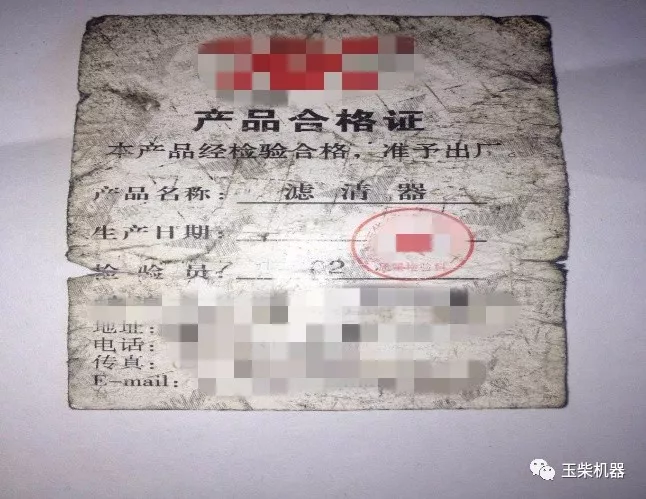 产品合格证
本产品经检验合格，准予出厂
产品名称：滤清器
生产日期：
检验员：02
地址：
电话：
传真：
E-mail：
玉柴机器